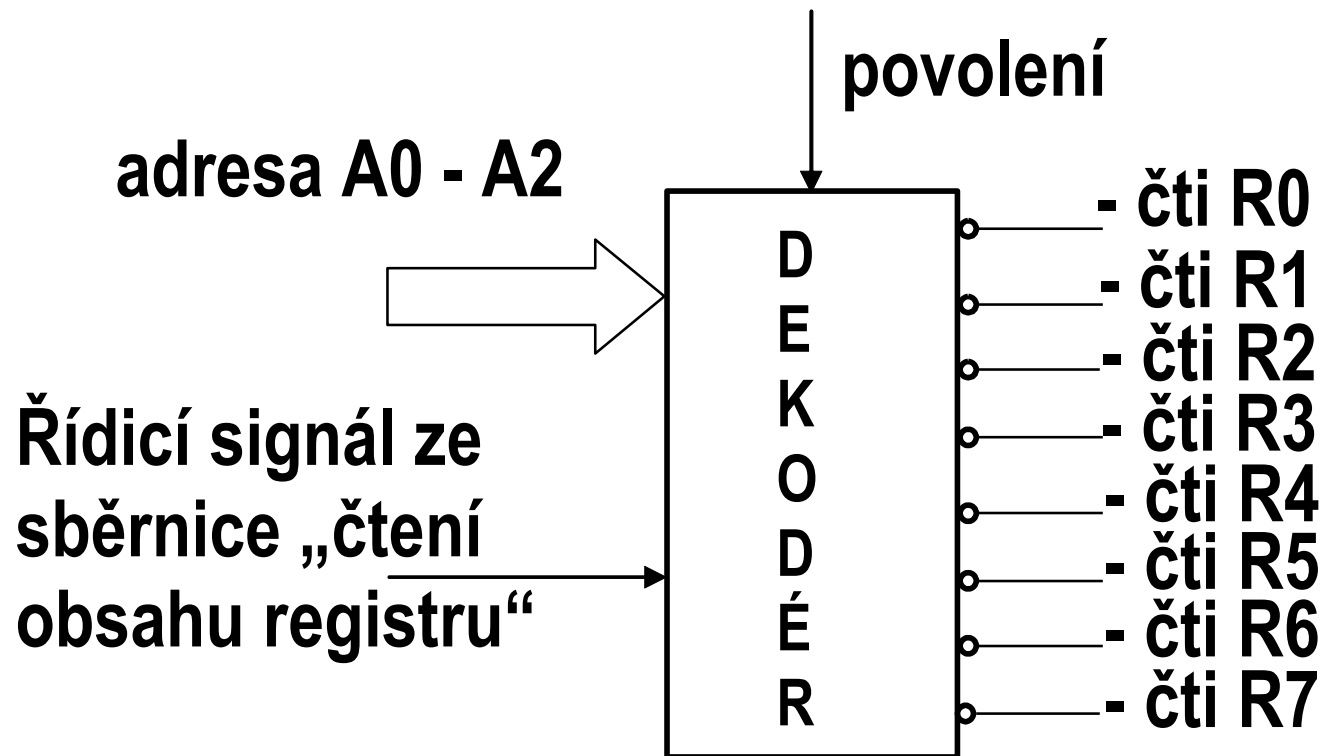 povolení
adresa A0 - A2
Řídicí signál ze
sběrnice „čtení
obsahu registru“
DEKODÉR
- čti R0
- čti R1
- čti R2
- čti R3
- čti R4
- čti R5
- čti R6
- čti R7